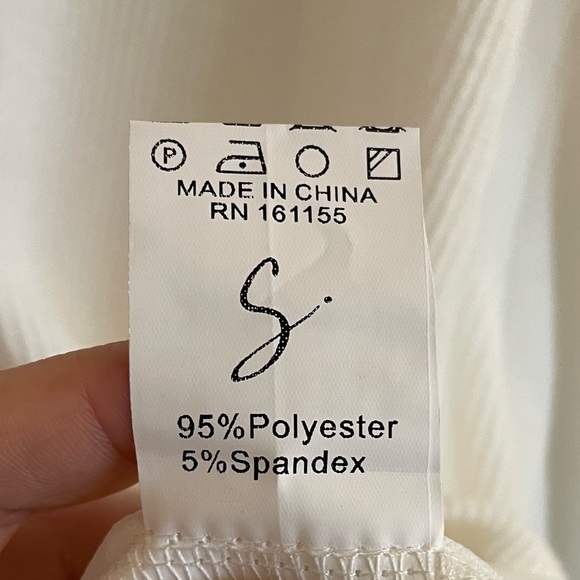 P
MADE IN CHINA
RN 161155
S.
95%Polyester
5%Spandex